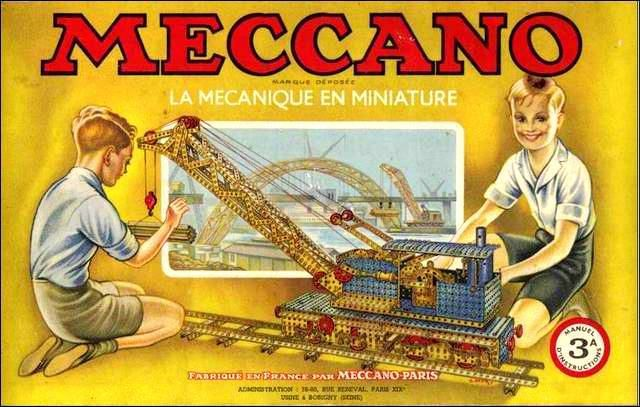 MECCANO
MARQUE DÉPOSÉE
LA MECANIQUE EN MINIATURE
MANUEL
3A
D'INSTRUCTIONS
FABRIQUÉ EN FRANCE PAR MECCANO-PARIS
ADMINISTRATION : 78-80, RUE REBEVAL, PARIS XIXe
USINE à BOBIGNY (SEINE)